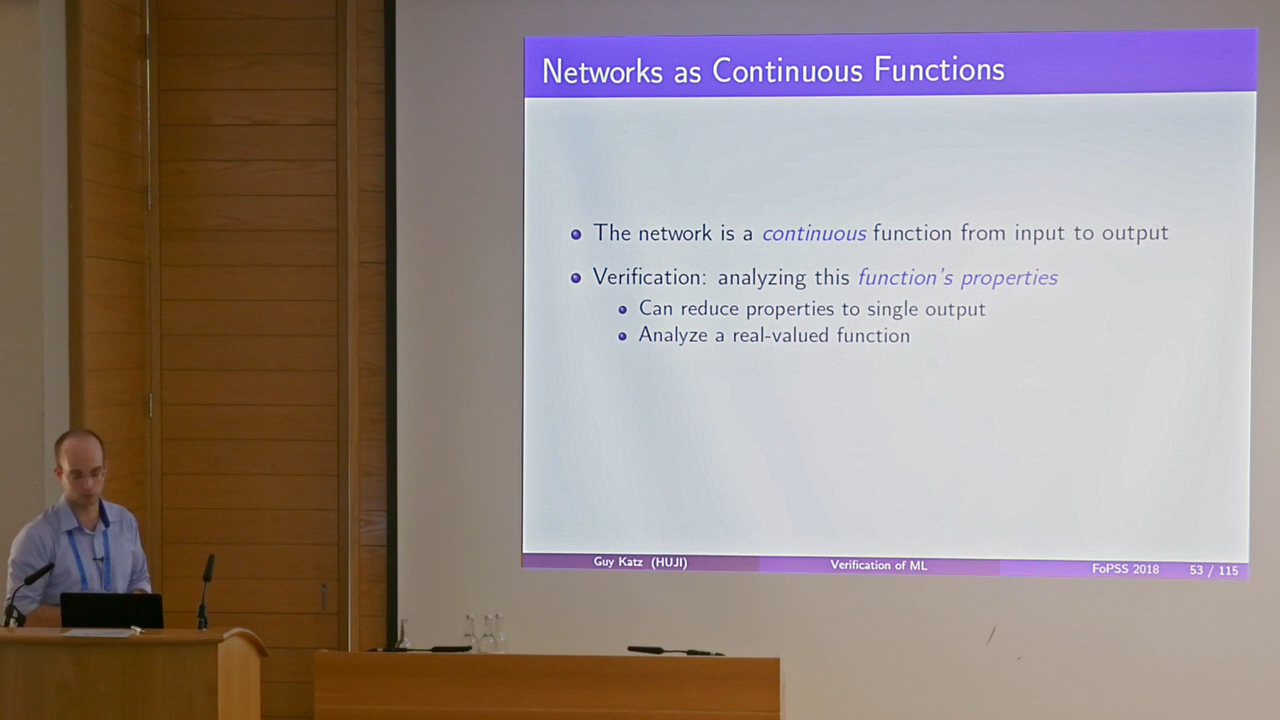 Networks as Continuous Functions
The network is a continuous function from input to output
Verification: analyzing this function's properties
Can reduce properties to single output
Analyze a real-valued function
Guy Katz (HUJI) Verification of ML FoPSS 2018 53 / 115